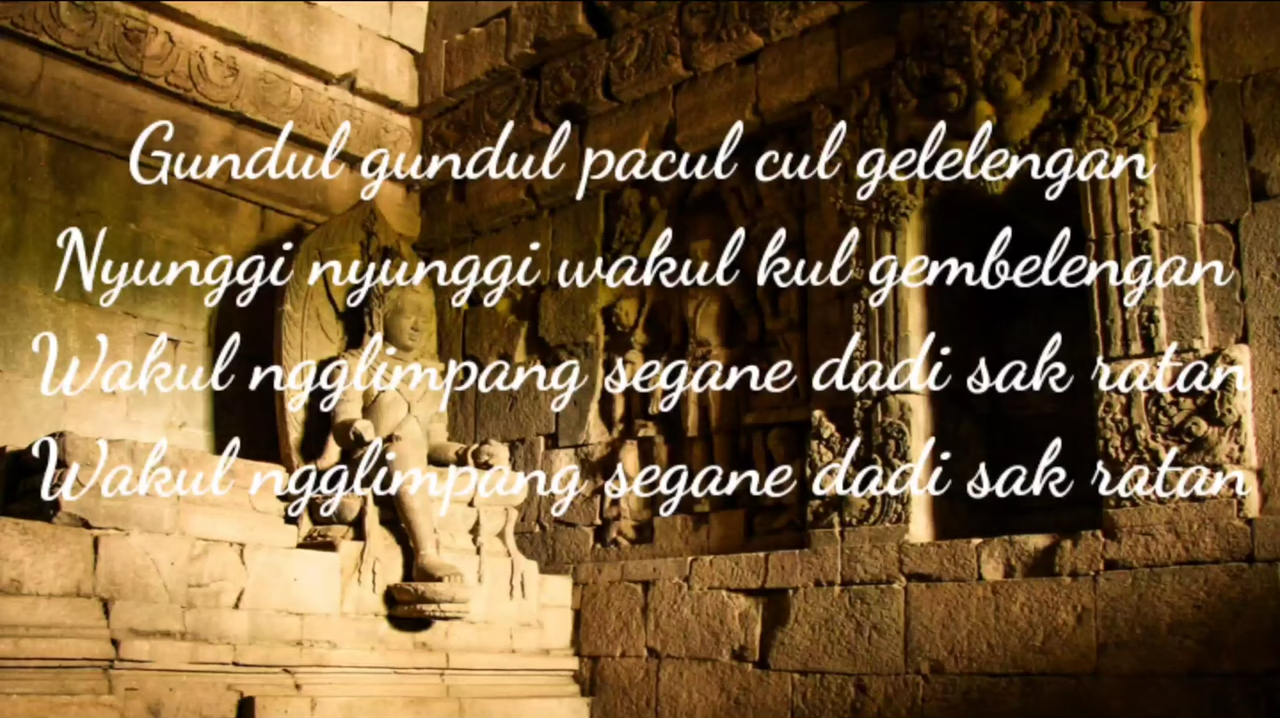 Gundul gundul pacul cul gelelengan
Nyunggi nyunggi wakul kul gembelengan
Wakul ngglimpang segane dadi sak ratan
Wakul ngglimpang segane dadi sak ratan